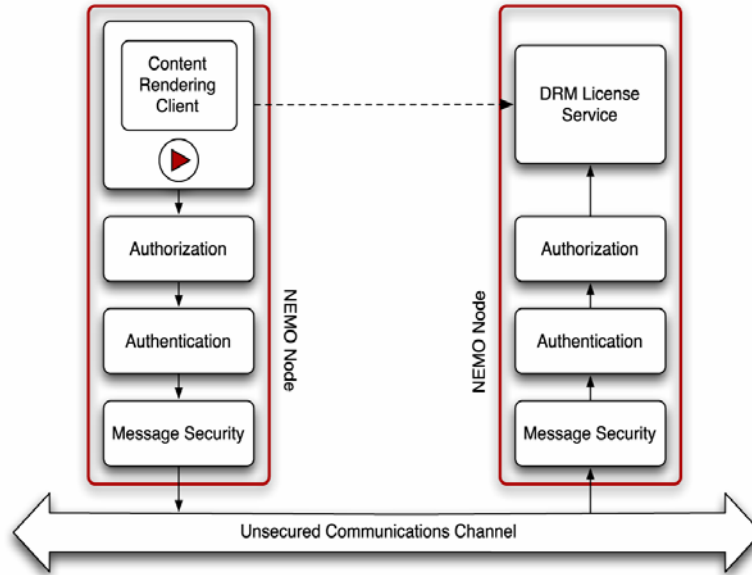 Content
Rendering
Client
DRM License
Service
Authorization
Authorization
NEMO Node
NEMO Node
Authentication
Authentication
Message Security
Message Security
Unsecured Communications Channel